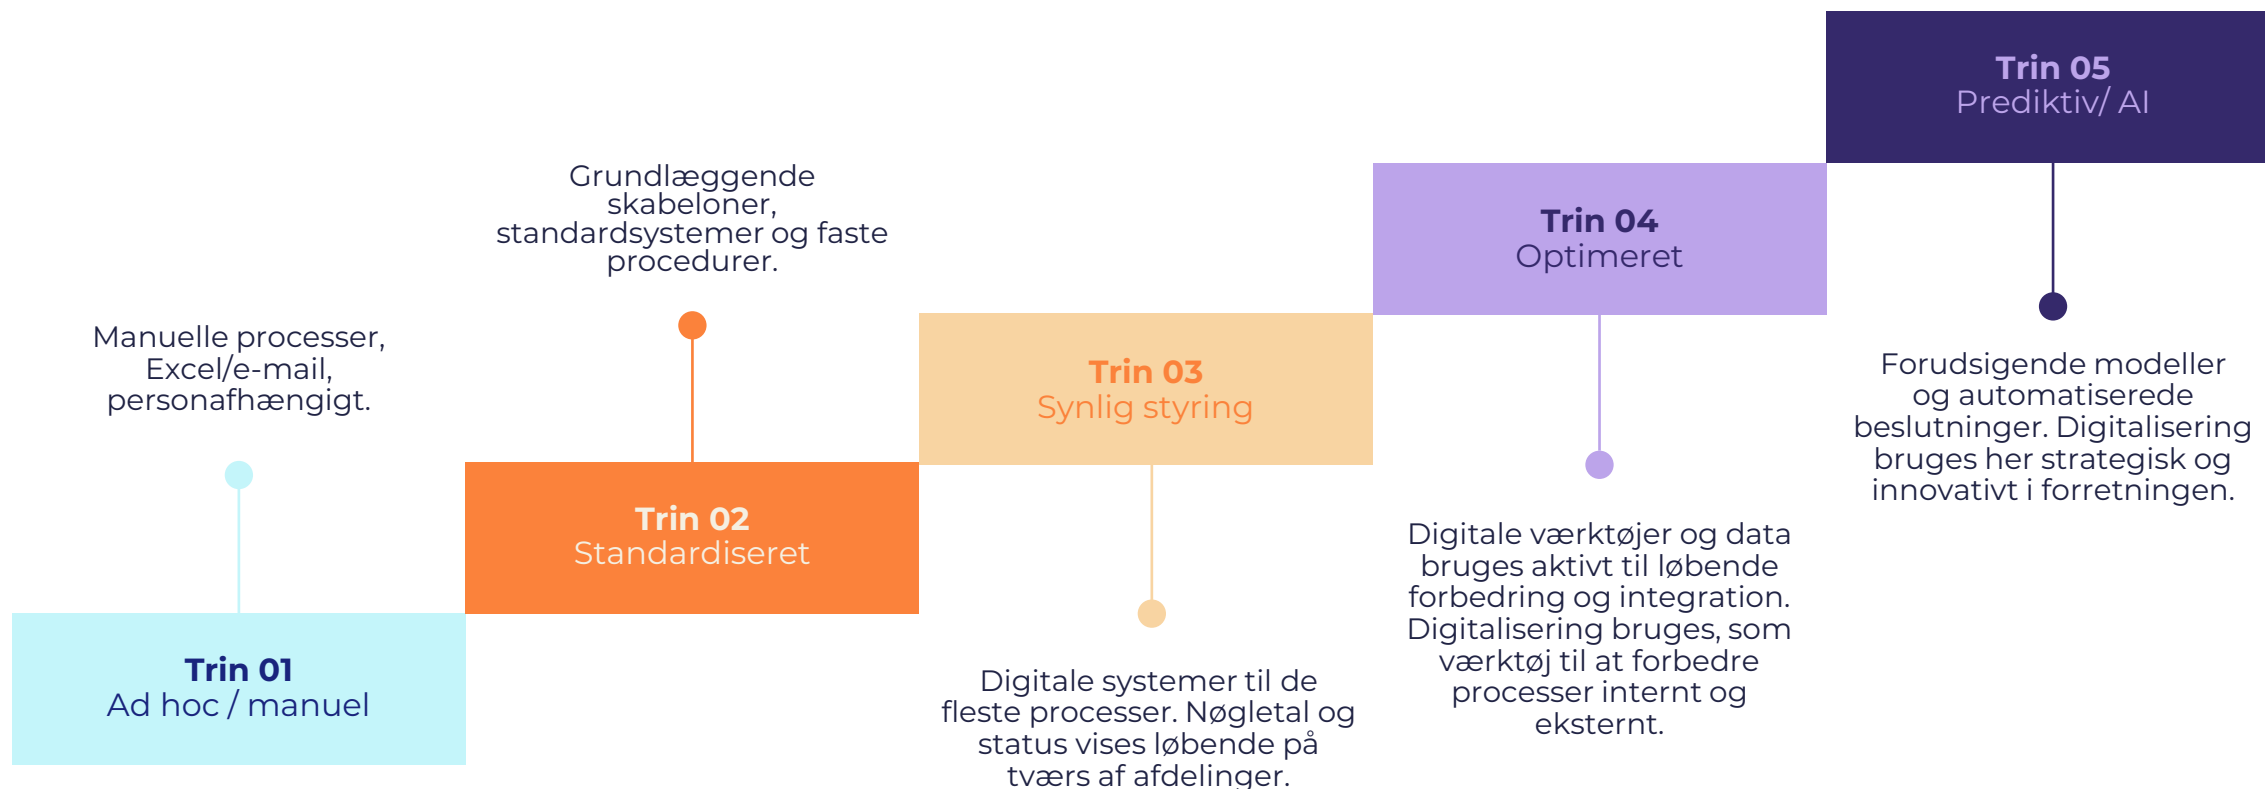 Manuelle processer,
Excel/e-mail,
personafhængigt.
Trin 01
Ad hoc / manuel
Grundlæggende
skabeloner,
standardsystemer og faste
procedurer.
Trin 02
Standardiseret
Trin 03
Synlig styring
Digitale systemer til de
fleste processer. Nøgletal og
status vises løbende på
tværs af afdelinger.
Trin 04
Optimeret
Digitale værktøjer og data
bruges aktivt til løbende
forbedring og integration.
Digitalisering bruges, som
værktøj til at forbedre
processer internt og
eksternt.
Trin 05
Prediktiv/ AI
Forudsigende modeller
og automatiserede
beslutninger. Digitalisering
bruges her strategisk og
innovativt i forretningen.